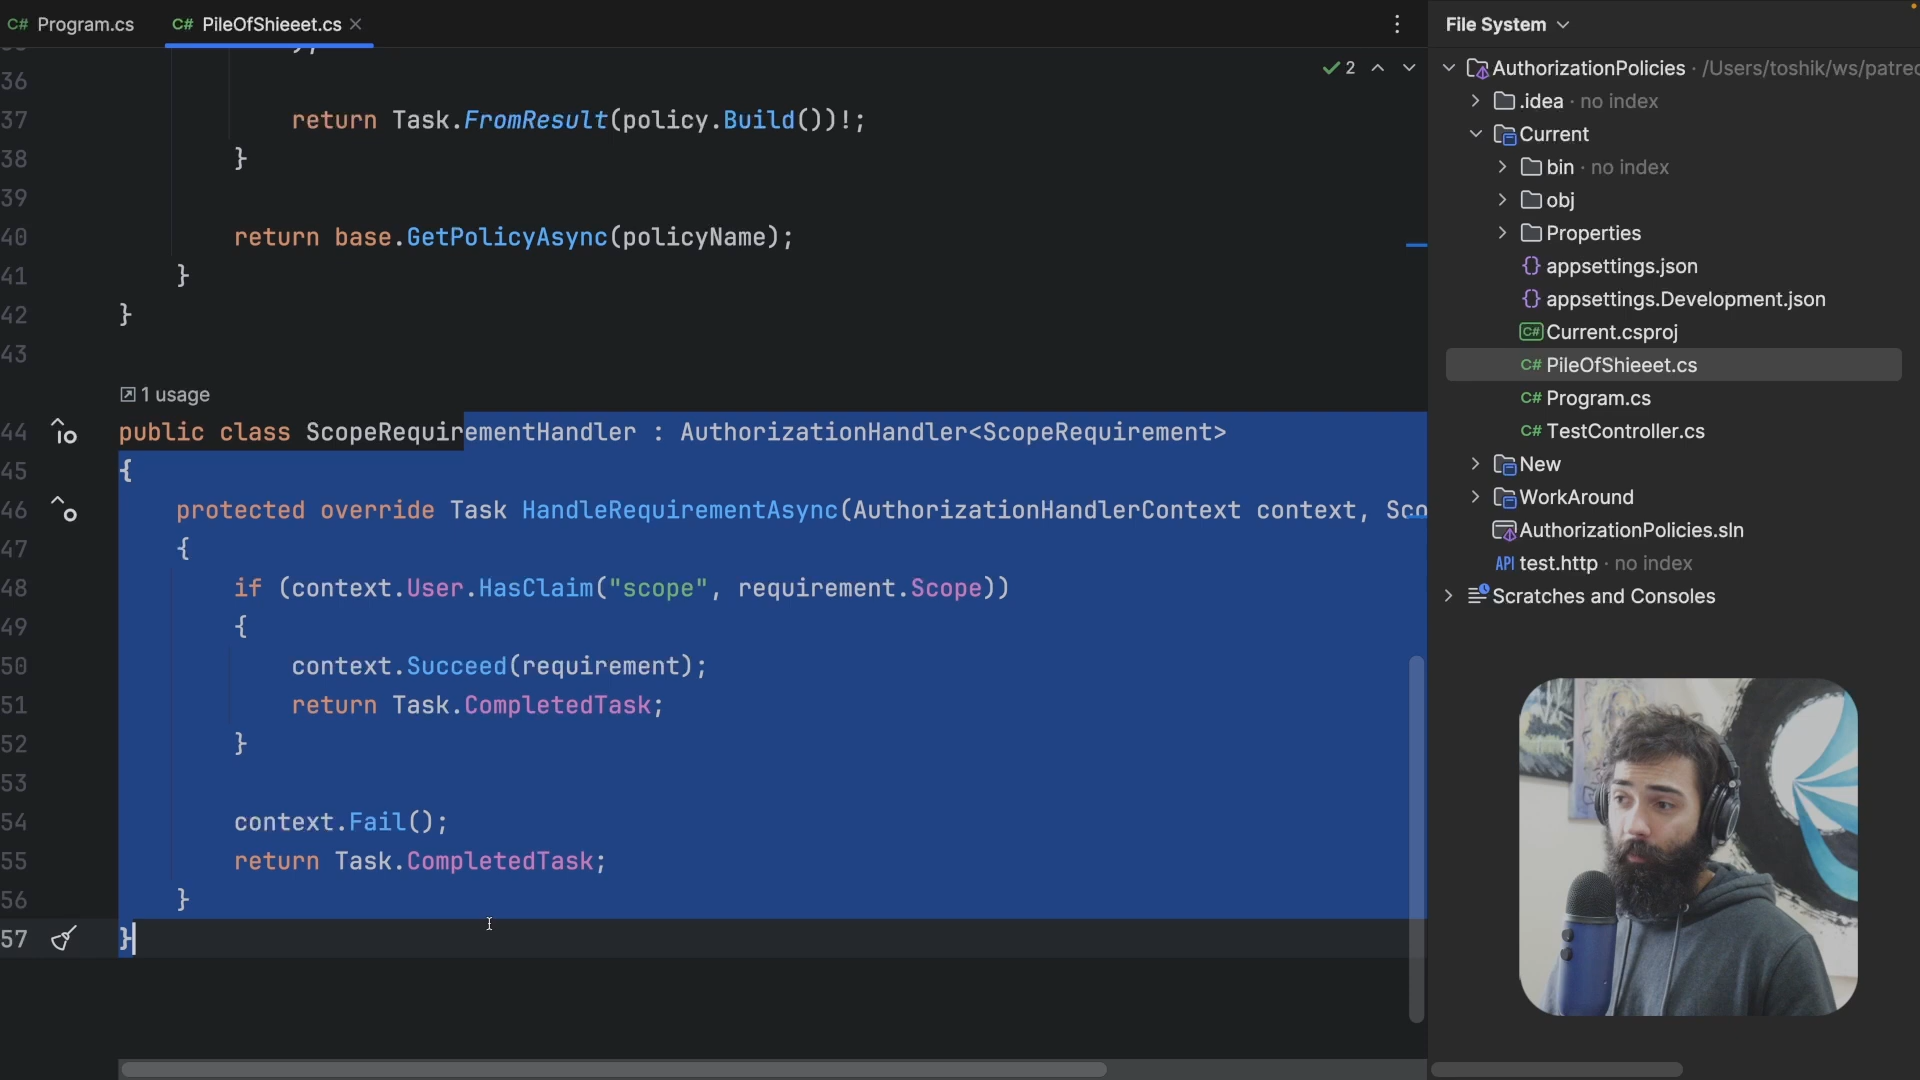 C# Program.cs
C# PileOfShieeet.cs
File System
2
36
37 return Task.FromResult(policy.Build())!;
38 }
39
40 return base.GetPolicyAsync(policyName);
41 }
42 }
43
1 usage
44 public class ScopeRequirementHandler : AuthorizationHandler<ScopeRequirement>
45 {
46 protected override Task HandleRequirementAsync(AuthorizationHandlerContext context, Sco
47 {
48 if (context.User.HasClaim("scope", requirement.Scope))
49 {
50 context.Succeed(requirement);
51 return Task.CompletedTask;
52 }
53
54 context.Fail();
55 return Task.CompletedTask;
56 }
57 }
AuthorizationPolicies · /Users/toshik/ws/patreo
.idea · no index
Current
bin · no index
obj
Properties
{} appsettings.json
{} appsettings.Development.json
C# Current.csproj
C# PileOfShieeet.cs
C# Program.cs
C# TestController.cs
New
WorkAround
AuthorizationPolicies.sln
API test.http · no index
Scratches and Consoles